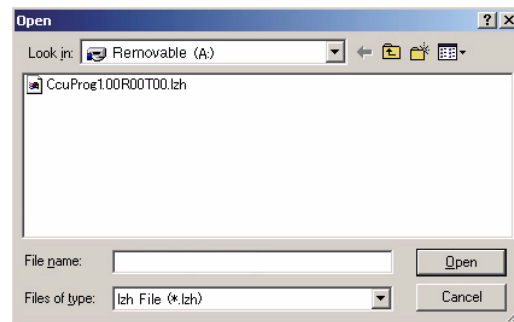 Open
Look in: Removable (A:)
CcuProg1.00R00T00.lzh
File name:
Open
Files of type: lzh File (*.lzh)
Cancel